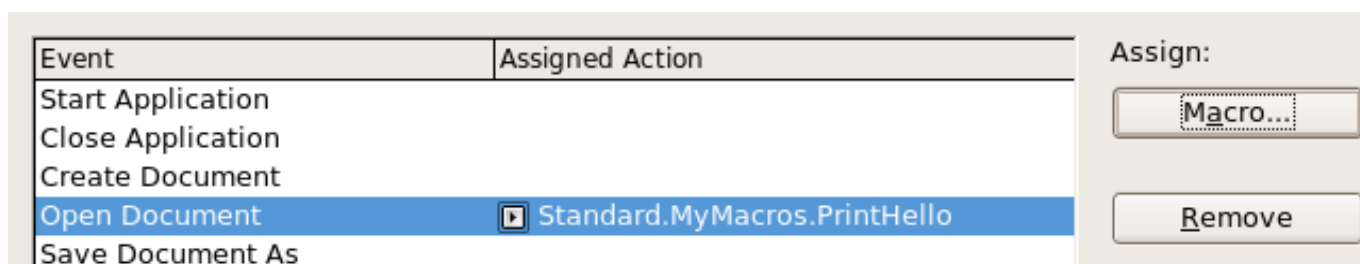 Event Assigned Action
Start Application
Close Application
Create Document
Open Document Standard.MyMacros.PrintHello
Save Document As
Assign:
Macro...
Remove